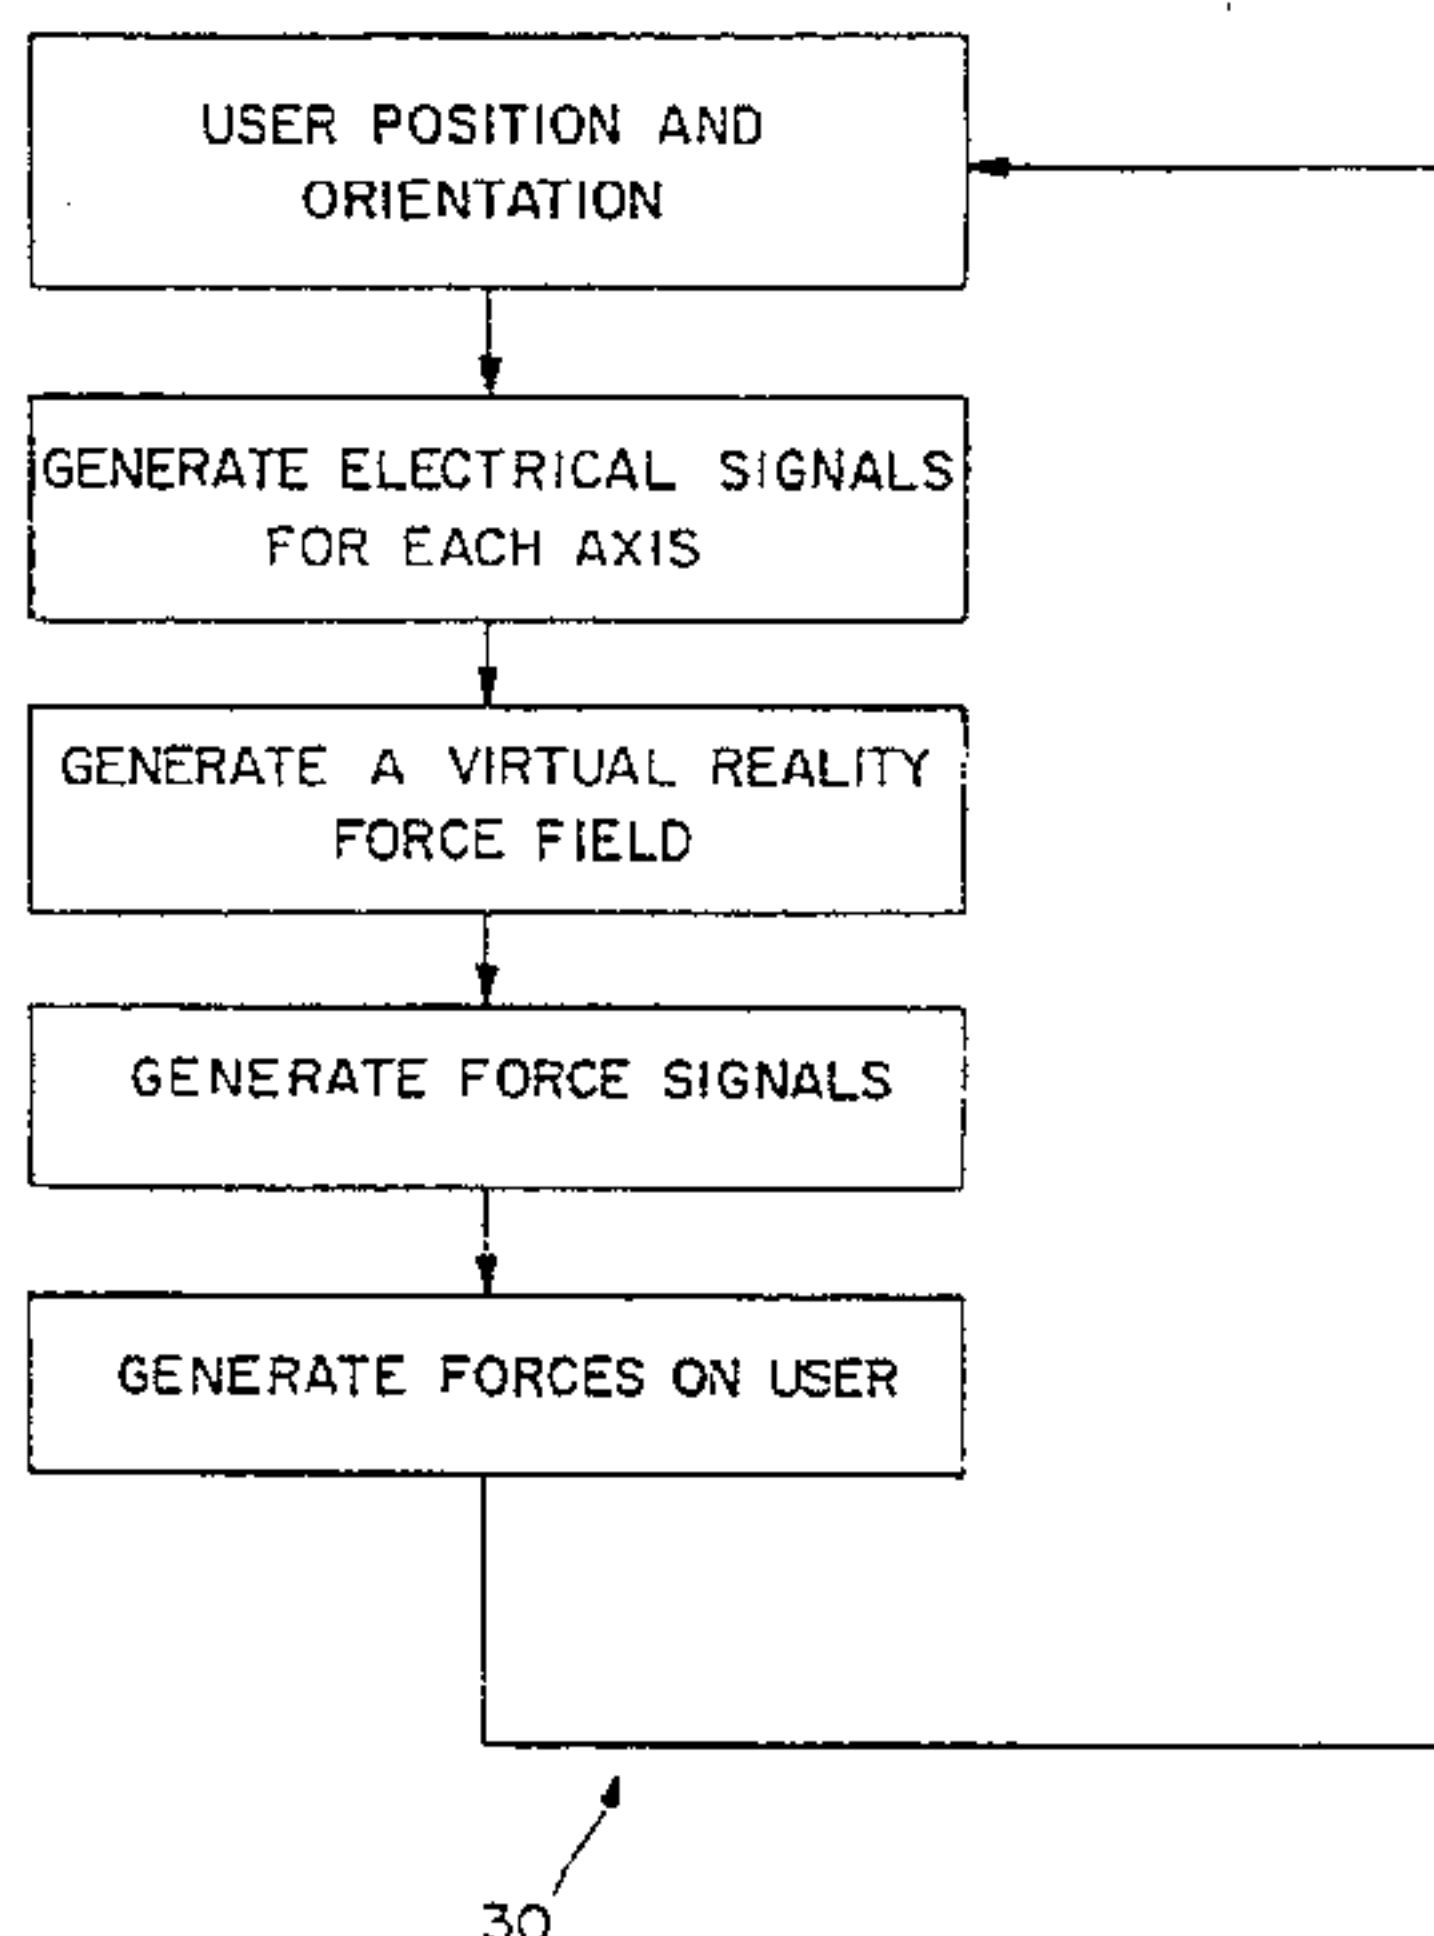 USER POSITION AND
ORIENTATION
GENERATE ELECTRICAL SIGNALS
FOR EACH AXIS
GENERATE A VIRTUAL REALITY
FORCE FIELD
GENERATE FORCE SIGNALS
GENERATE FORCES ON USER
30